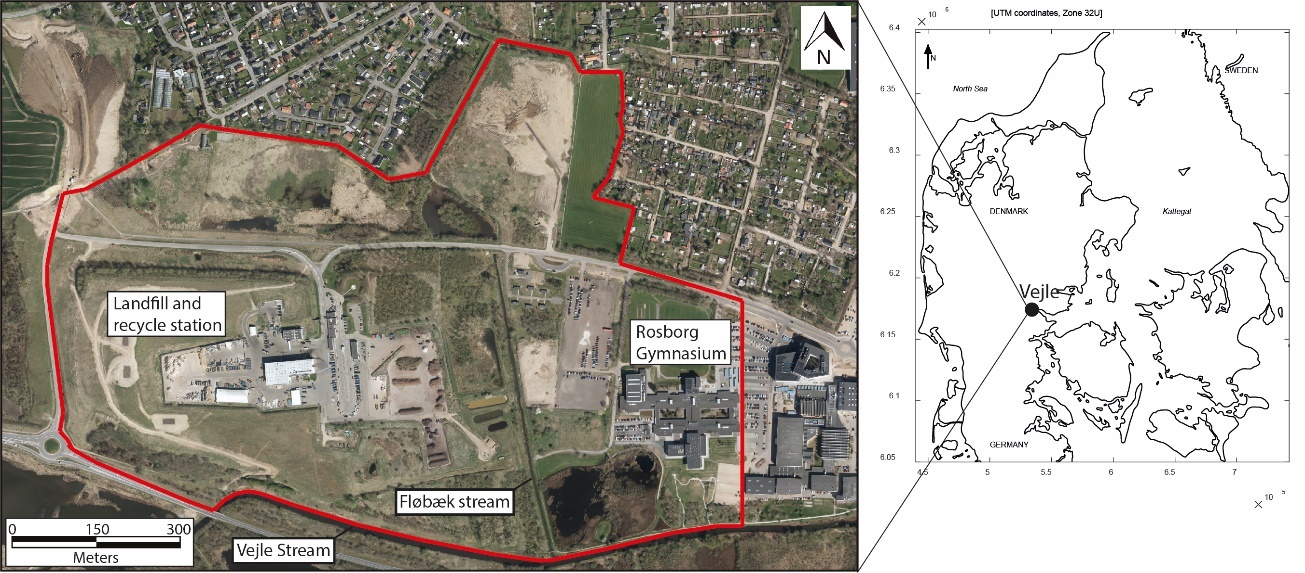 N
Landfill and
recycle station
Rosborg
Gymnasium
Fløbæk stream
Vejle Stream
0 150 300
Meters
[UTM coordinates, Zone 32U]
× 10 6
6.4
6.35
6.3
6.25
6.2
6.15
6.1
6.05
N
North Sea
SWEDEN
DENMARK
Kattegat
Vejle
GERMANY
4.5 5 5.5 6 6.5 7
× 10 5